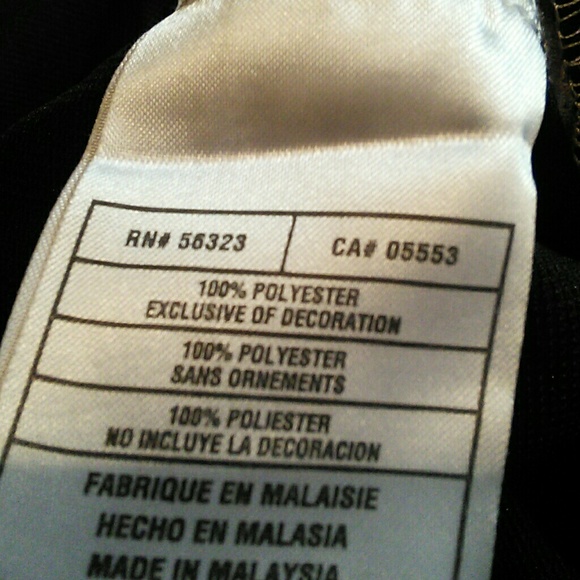 RN# 56323 CA# 05553
100% POLYESTER
EXCLUSIVE OF DECORATION
100% POLYESTER
SANS ORNEMENTS
100% POLIESTER
NO INCLUYE LA DECORACION
FABRIQUE EN MALAISIE
HECHO EN MALASIA
MADE IN MALAYSIA